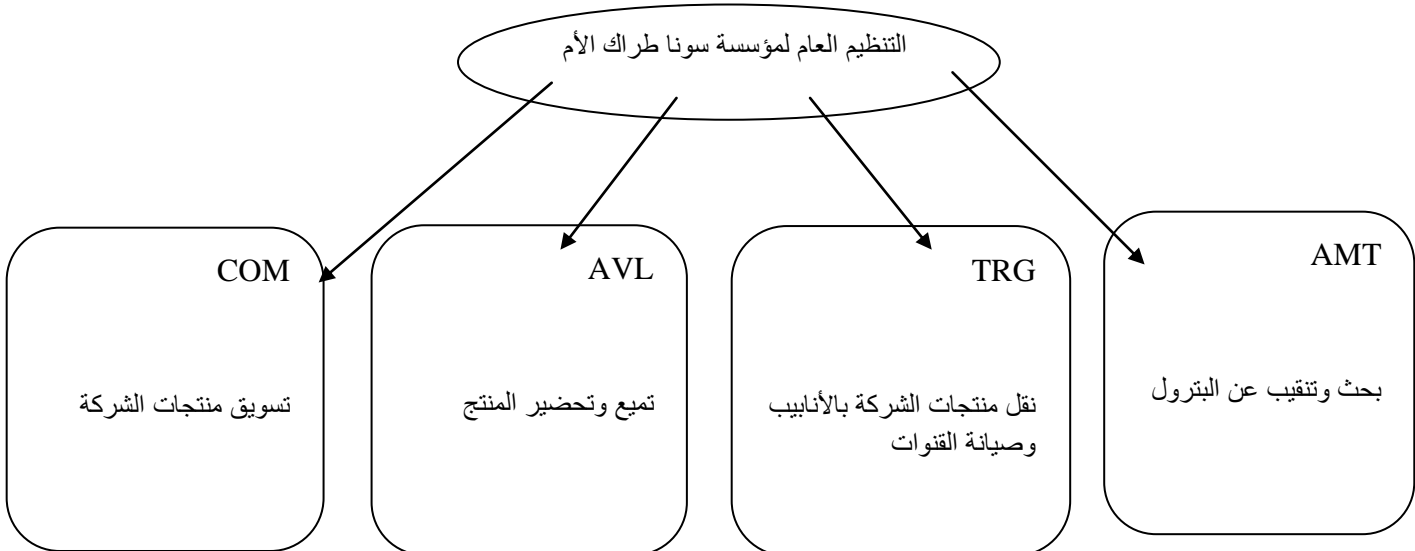 التنظيم العام لمؤسسة سونا طراك الأم
AMT
بحث وتنقيب عن البترول
TRG
نقل منتجات الشركة بالأنابيب
وصيانة القنوات
AVL
تميع وتحضير المنتج
COM
تسويق منتجات الشركة